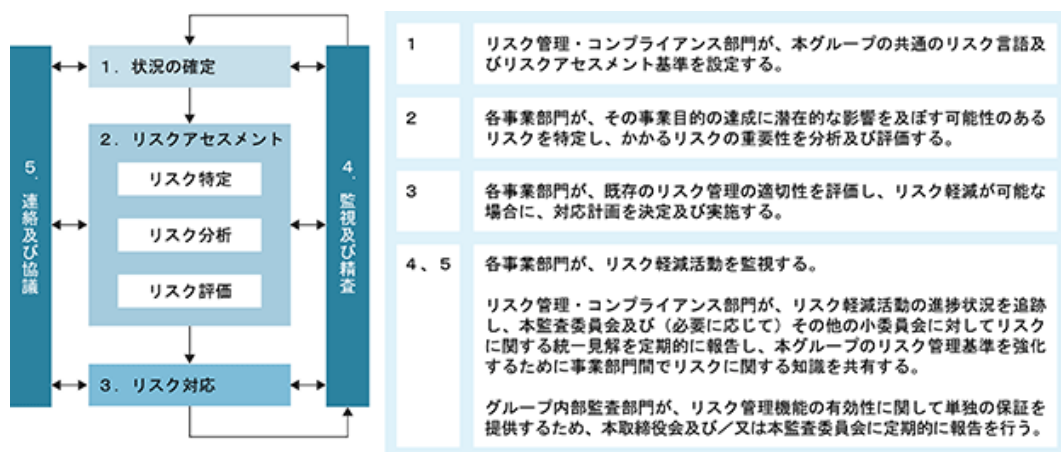 1. 状況の確定
2. リスクアセスメント
リスク特定
リスク分析
リスク評価
3. リスク対応
4. 監視及び精査
5. 連絡及び協議
1
リスク管理・コンプライアンス部門が、本グループの共通のリスク言語及
びリスクアセスメント基準を設定する。
2
各事業部門が、その事業目的の達成に潜在的な影響を及ぼす可能性のある
リスクを特定し、かかるリスクの重要性を分析及び評価する。
3
各事業部門が、既存のリスク管理の適切性を評価し、リスク軽減が可能な
場合に、対応計画を決定及び実施する。
4、5
各事業部門が、リスク軽減活動を監視する。
リスク管理・コンプライアンス部門が、リスク軽減活動の進捗状況を追跡
し、本監査委員会及び（必要に応じて）その他の小委員会に対してリスク
に関する統一見解を定期的に報告し、本グループのリスク管理基準を強化
するために事業部門間でリスクに関する知識を共有する。
グループ内部監査部門が、リスク管理機能の有効性に関して単独の保証を
提供するため、本取締役会及び／又は本監査委員会に定期的に報告を行う。